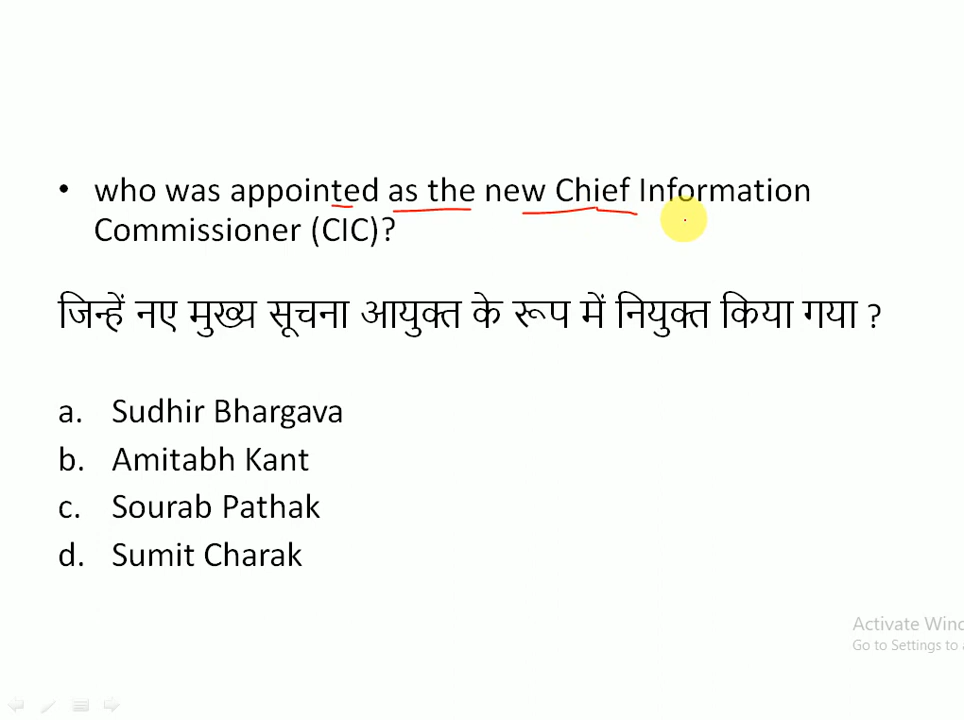 • who was appointed as the new Chief Information
Commissioner (CIC)?
जिन्हें नए मुख्य सूचना आयुक्त के रूप में नियुक्त किया गया ?
a. Sudhir Bhargava
b. Amitabh Kant
c. Sourab Pathak
d. Sumit Charak
Activate Winc
Go to Settings to